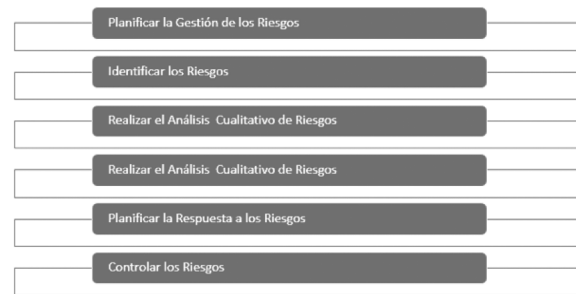 Planificar la Gestión de los Riesgos
Identificar los Riesgos
Realizar el Análisis Cualitativo de Riesgos
Realizar el Análisis Cualitativo de Riesgos
Planificar la Respuesta a los Riesgos
Controlar los Riesgos